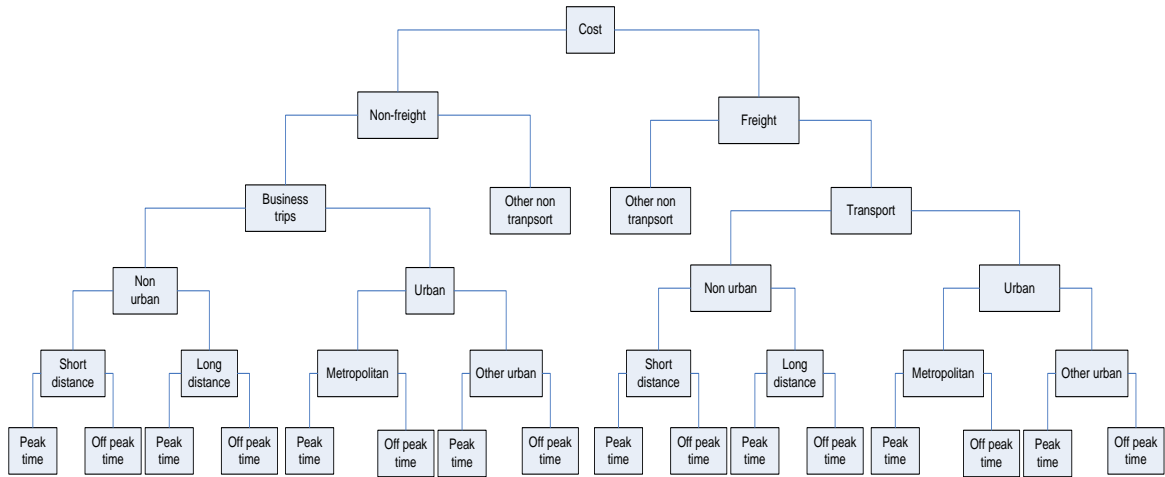 Cost
Non-freight
Freight
Business
trips
Other non
tranpsort
Other non
tranpsort
Transport
Non
urban
Urban
Non urban
Urban
Short
distance
Long
distance
Metropolitan
Other urban
Short
distance
Long
distance
Metropolitan
Other urban
Peak
time
Off peak
time
Peak
time
Off peak
time
Peak
time
Off peak
time
Peak
time
Off peak
time
Peak
time
Off peak
time
Peak
time
Off peak
time
Peak
time
Off peak
time
Peak
time
Off peak
time